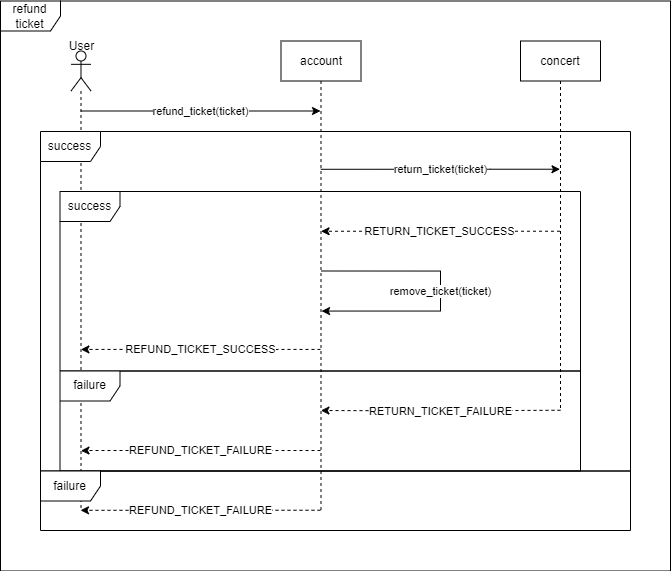 refund
ticket
User
account
concert
refund_ticket(ticket)
success
return_ticket(ticket)
success
RETURN_TICKET_SUCCESS
remove_ticket(ticket)
REFUND_TICKET_SUCCESS
failure
RETURN_TICKET_FAILURE
REFUND_TICKET_FAILURE
failure
REFUND_TICKET_FAILURE